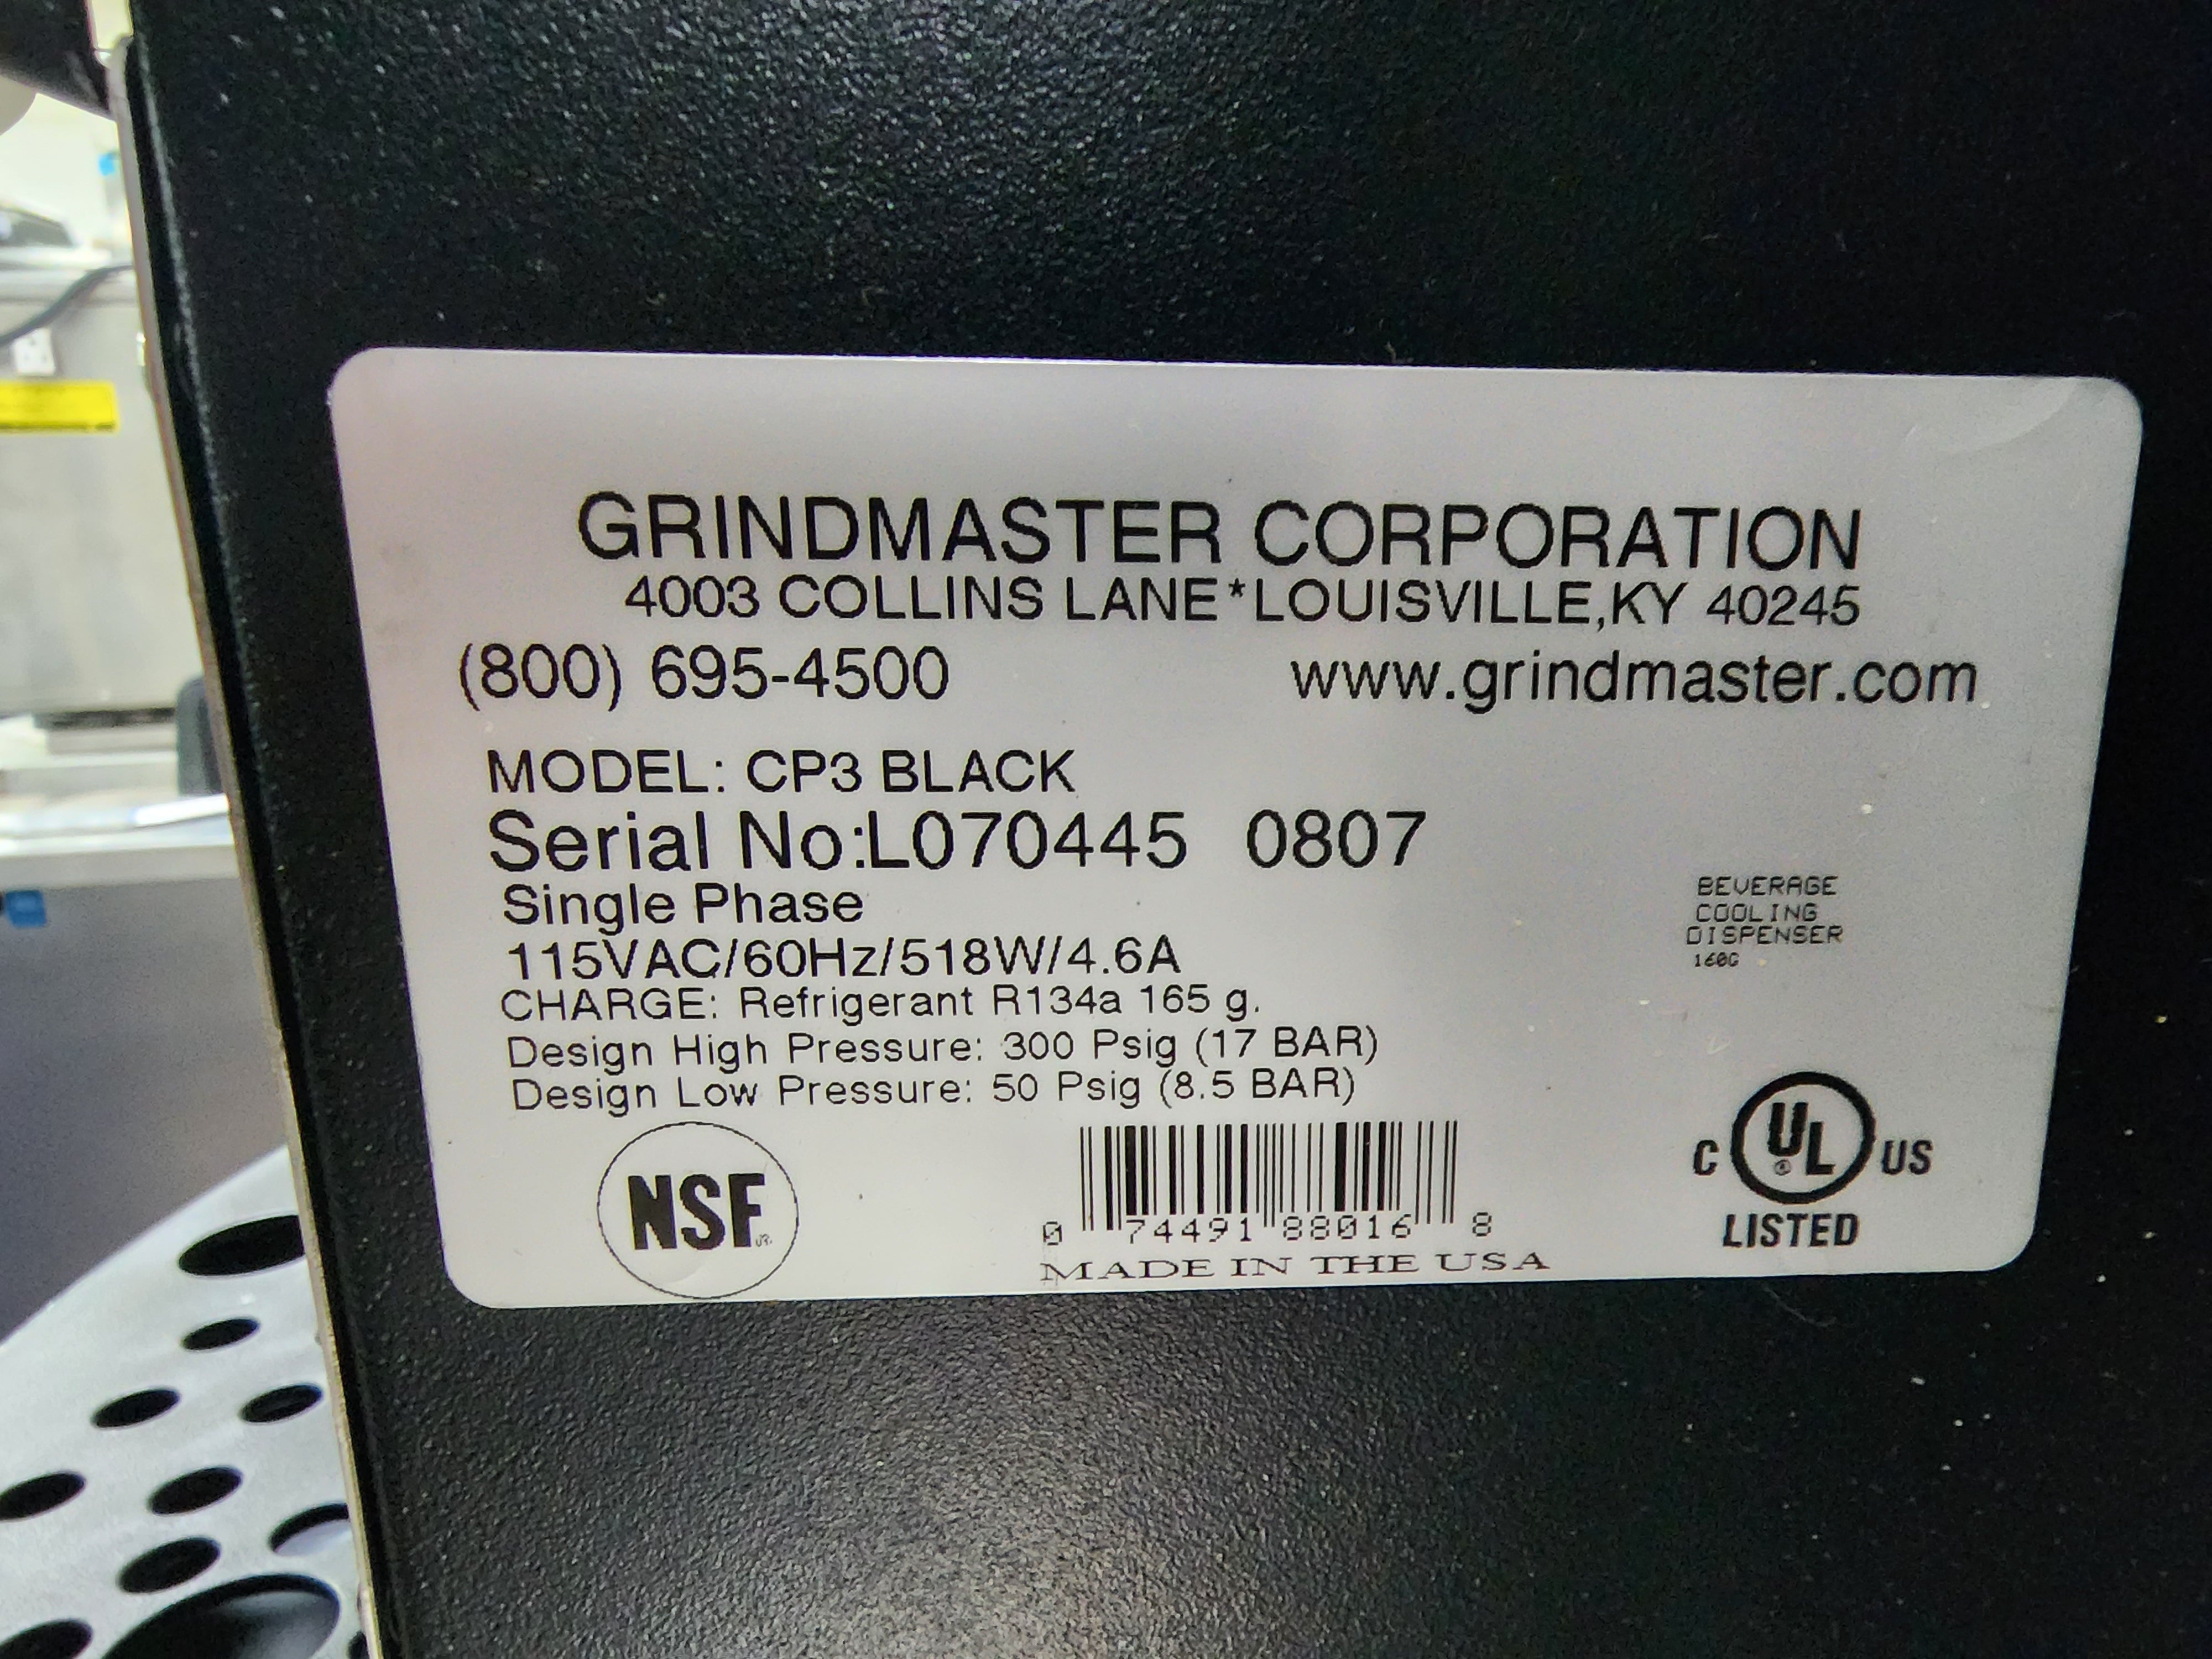 GRINDMASTER CORPORATION
4003 COLLINS LANE*LOUISVILLE,KY 40245
(800) 695-4500 www.grindmaster.com
MODEL: CP3 BLACK
Serial No:L070445 0807
Single Phase
115VAC/60Hz/518W/4.6A
CHARGE: Refrigerant R134a 165 g.
Design High Pressure: 300 Psig (17 BAR)
Design Low Pressure: 50 Psig (8.5 BAR)
BEVERAGE
COOLING
DISPENSER
160G
NSF
0 74491 88016 8
MADE IN THE USA
C UL US
LISTED